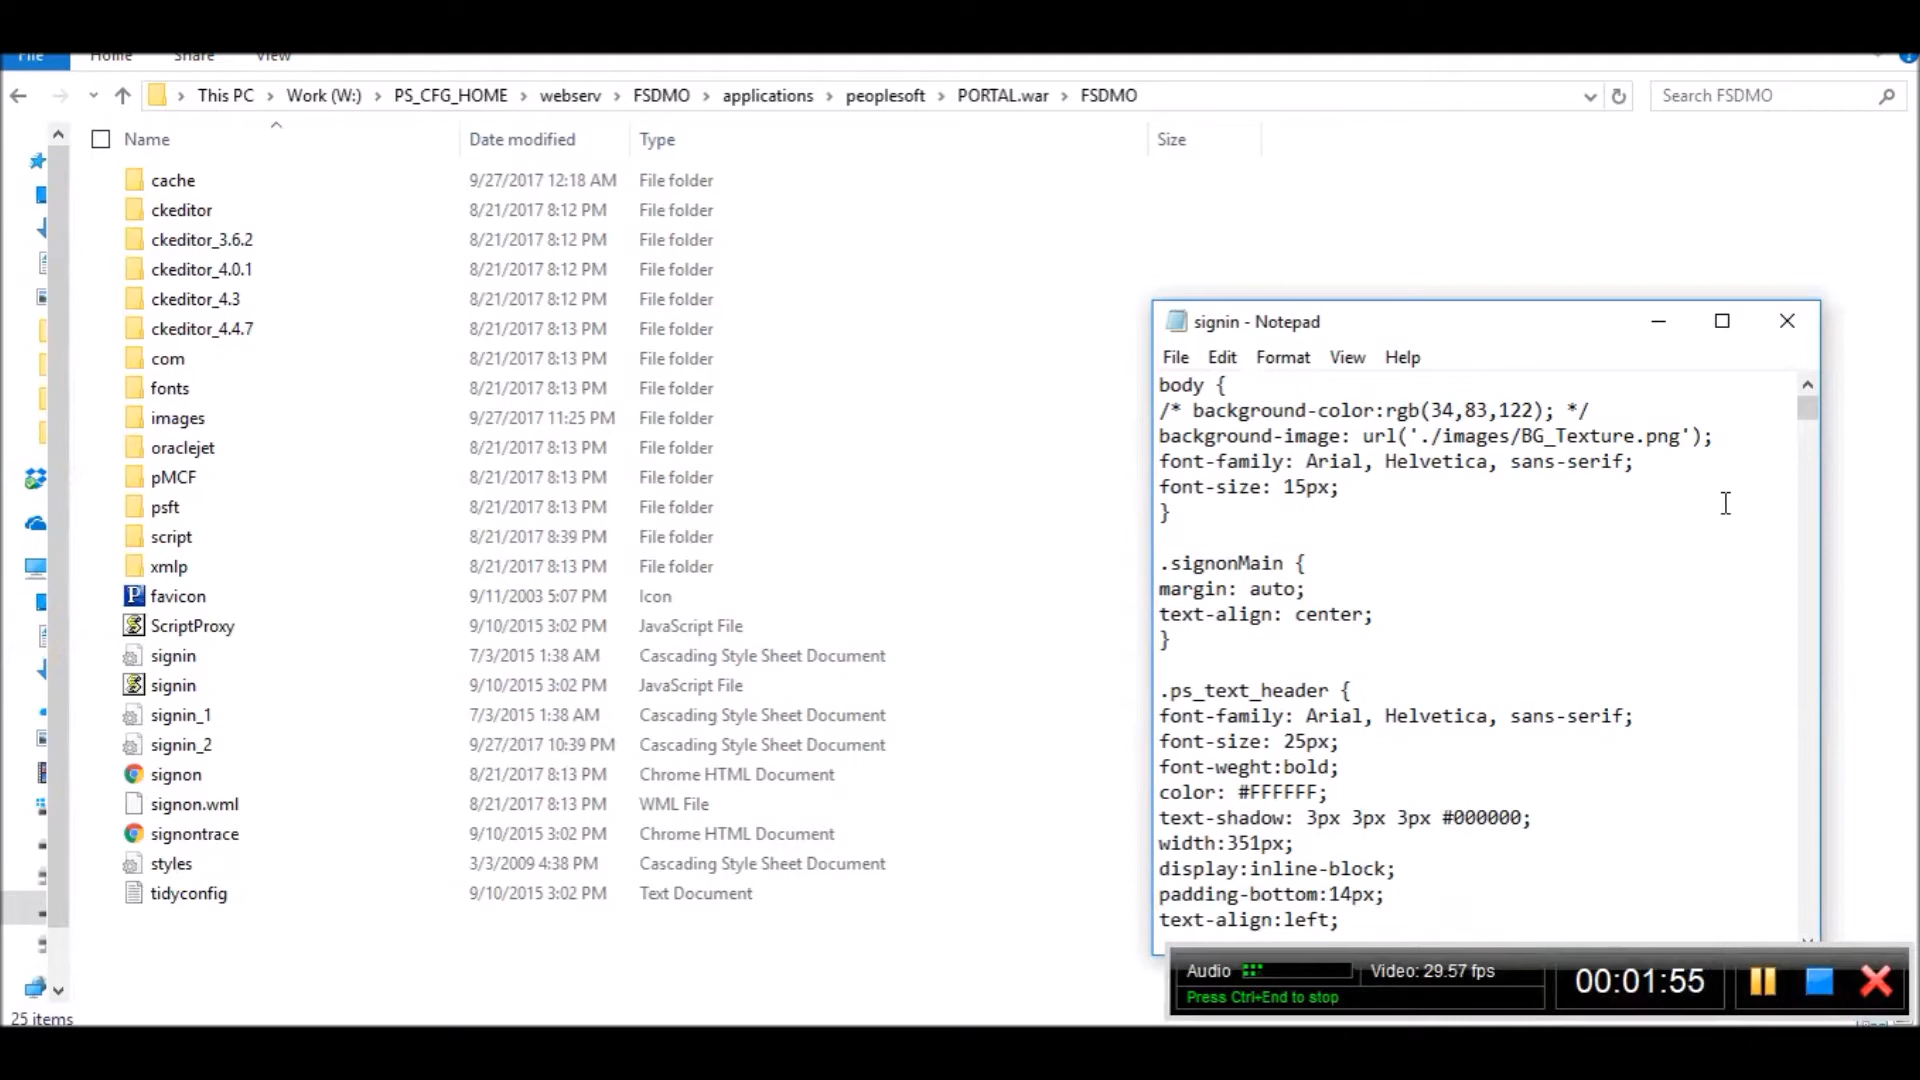 File Home Share View
This PC > Work (W:) > PS_CFG_HOME > webserv > FSDMO > applications > peoplesoft > PORTAL.war > FSDMO
Search FSDMO
Name Date modified Type Size
cache 9/27/2017 12:18 AM File folder
ckeditor 8/21/2017 8:12 PM File folder
ckeditor_3.6.2 8/21/2017 8:12 PM File folder
ckeditor_4.0.1 8/21/2017 8:12 PM File folder
ckeditor_4.3 8/21/2017 8:12 PM File folder
ckeditor_4.4.7 8/21/2017 8:13 PM File folder
com 8/21/2017 8:13 PM File folder
fonts 8/21/2017 8:13 PM File folder
images 9/27/2017 11:25 PM File folder
oraclejet 8/21/2017 8:13 PM File folder
pMCF 8/21/2017 8:13 PM File folder
psft 8/21/2017 8:13 PM File folder
script 8/21/2017 8:39 PM File folder
xmlp 8/21/2017 8:13 PM File folder
favicon 9/11/2003 5:07 PM Icon
ScriptProxy 9/10/2015 3:02 PM JavaScript File
signin 7/3/2015 1:38 AM Cascading Style Sheet Document
signin 9/10/2015 3:02 PM JavaScript File
signin_1 7/3/2015 1:38 AM Cascading Style Sheet Document
signin_2 9/27/2017 10:39 PM Cascading Style Sheet Document
signon 8/21/2017 8:13 PM Chrome HTML Document
signon.wml 8/21/2017 8:13 PM WML File
signontrace 9/10/2015 3:02 PM Chrome HTML Document
styles 3/3/2009 4:38 PM Cascading Style Sheet Document
tidyconfig 9/10/2015 3:02 PM Text Document
25 items
signin - Notepad
File Edit Format View Help
body {
/* background-color:rgb(34,83,122); */
background-image: url('./images/BG_Texture.png');
font-family: Arial, Helvetica, sans-serif;
font-size: 15px;
}
.signonMain {
margin: auto;
text-align: center;
}
.ps_text_header {
font-family: Arial, Helvetica, sans-serif;
font-size: 25px;
font-weght:bold;
color: #FFFFFF;
text-shadow: 3px 3px 3px #000000;
width:351px;
display:inline-block;
padding-bottom:14px;
text-align:left;
Audio Video: 29.57 fps
Press Ctrl+End to stop
00:01:55